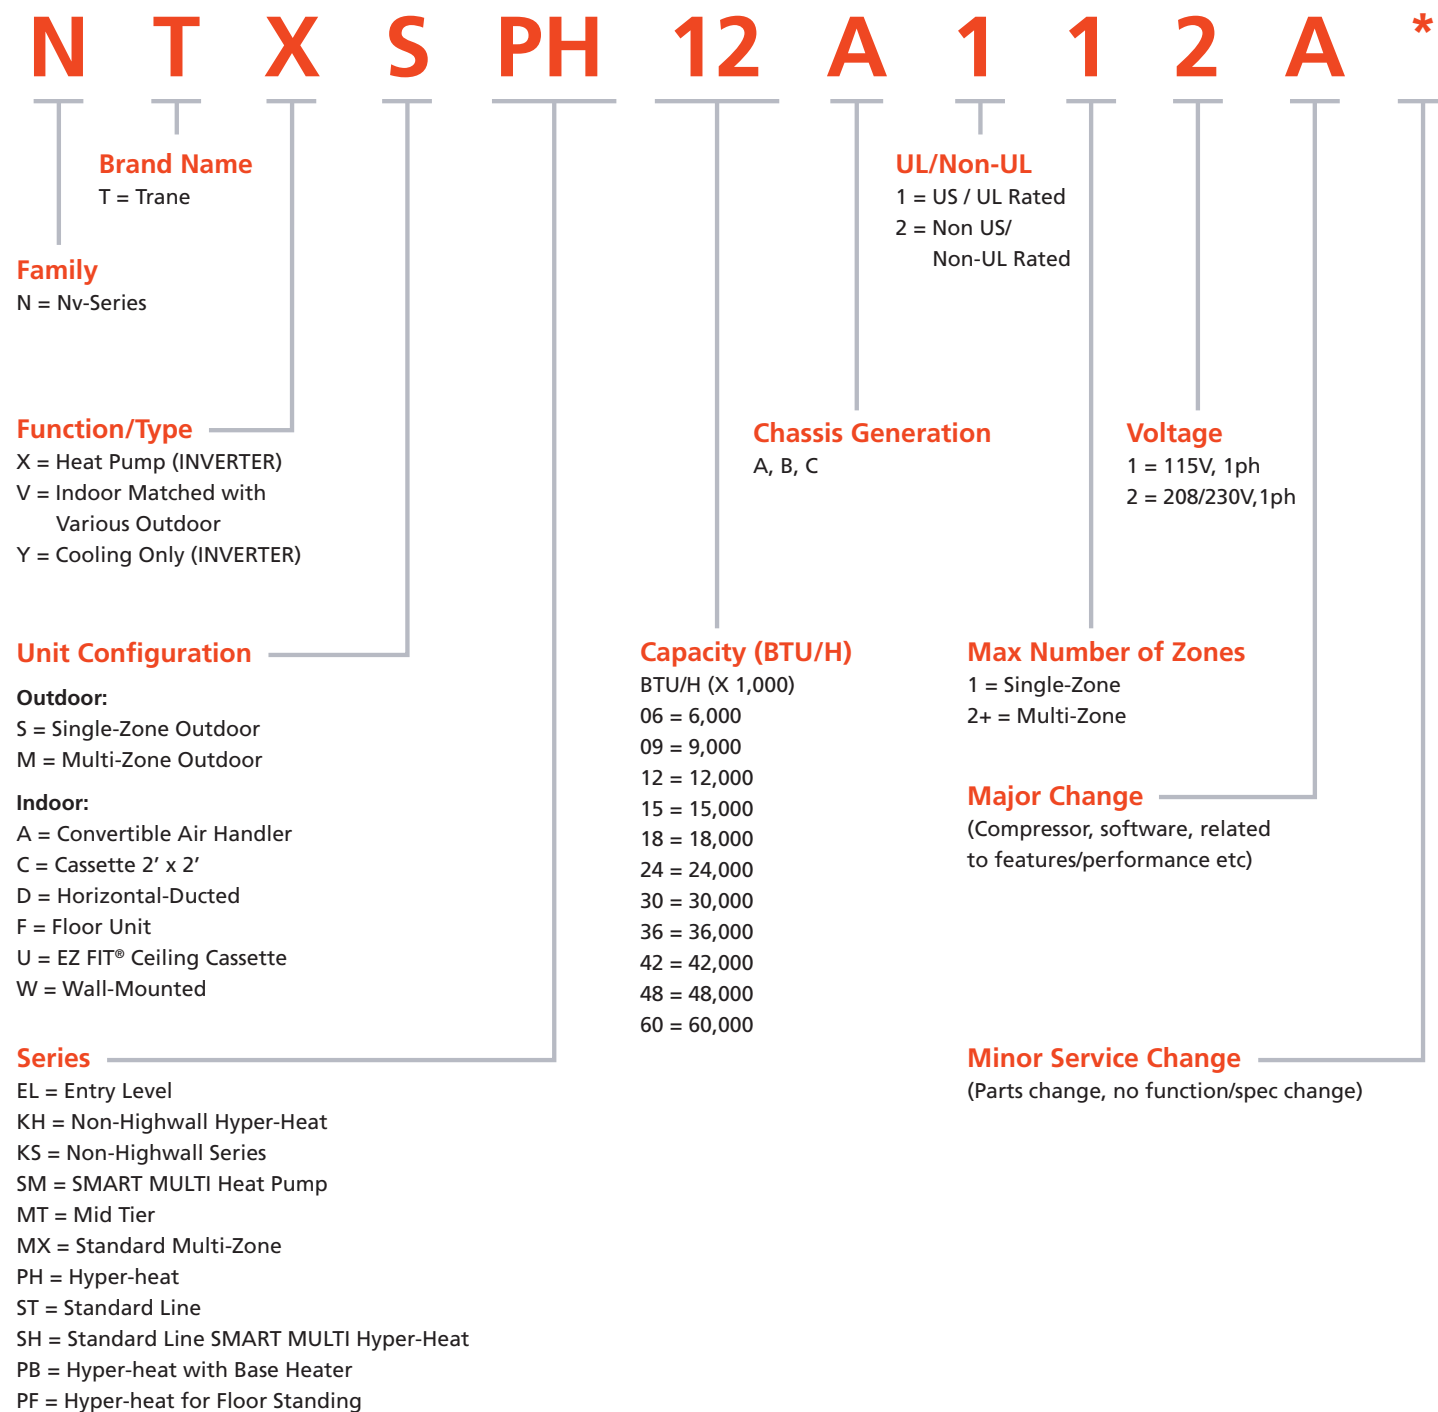 N T X S PH 12 A 1 1 2 A *
Brand Name
T = Trane
UL/Non-UL
1 = US / UL Rated
2 = Non US/
Non-UL Rated
Family
N = Nv-Series
Function/Type
X = Heat Pump (INVERTER)
V = Indoor Matched with
Various Outdoor
Y = Cooling Only (INVERTER)
Chassis Generation
A, B, C
Voltage
1 = 115V, 1ph
2 = 208/230V,1ph
Unit Configuration
Outdoor:
S = Single-Zone Outdoor
M = Multi-Zone Outdoor
Indoor:
A = Convertible Air Handler
C = Cassette 2’ x 2’
D = Horizontal-Ducted
F = Floor Unit
U = EZ FIT® Ceiling Cassette
W = Wall-Mounted
Capacity (BTU/H)
BTU/H (X 1,000)
06 = 6,000
09 = 9,000
12 = 12,000
15 = 15,000
18 = 18,000
24 = 24,000
30 = 30,000
36 = 36,000
42 = 42,000
48 = 48,000
60 = 60,000
Max Number of Zones
1 = Single-Zone
2+ = Multi-Zone
Major Change
(Compressor, software, related
to features/performance etc)
Series
EL = Entry Level
KH = Non-Highwall Hyper-Heat
KS = Non-Highwall Series
SM = SMART MULTI Heat Pump
MT = Mid Tier
MX = Standard Multi-Zone
PH = Hyper-heat
ST = Standard Line
SH = Standard Line SMART MULTI Hyper-Heat
PB = Hyper-heat with Base Heater
PF = Hyper-heat for Floor Standing
Minor Service Change
(Parts change, no function/spec change)